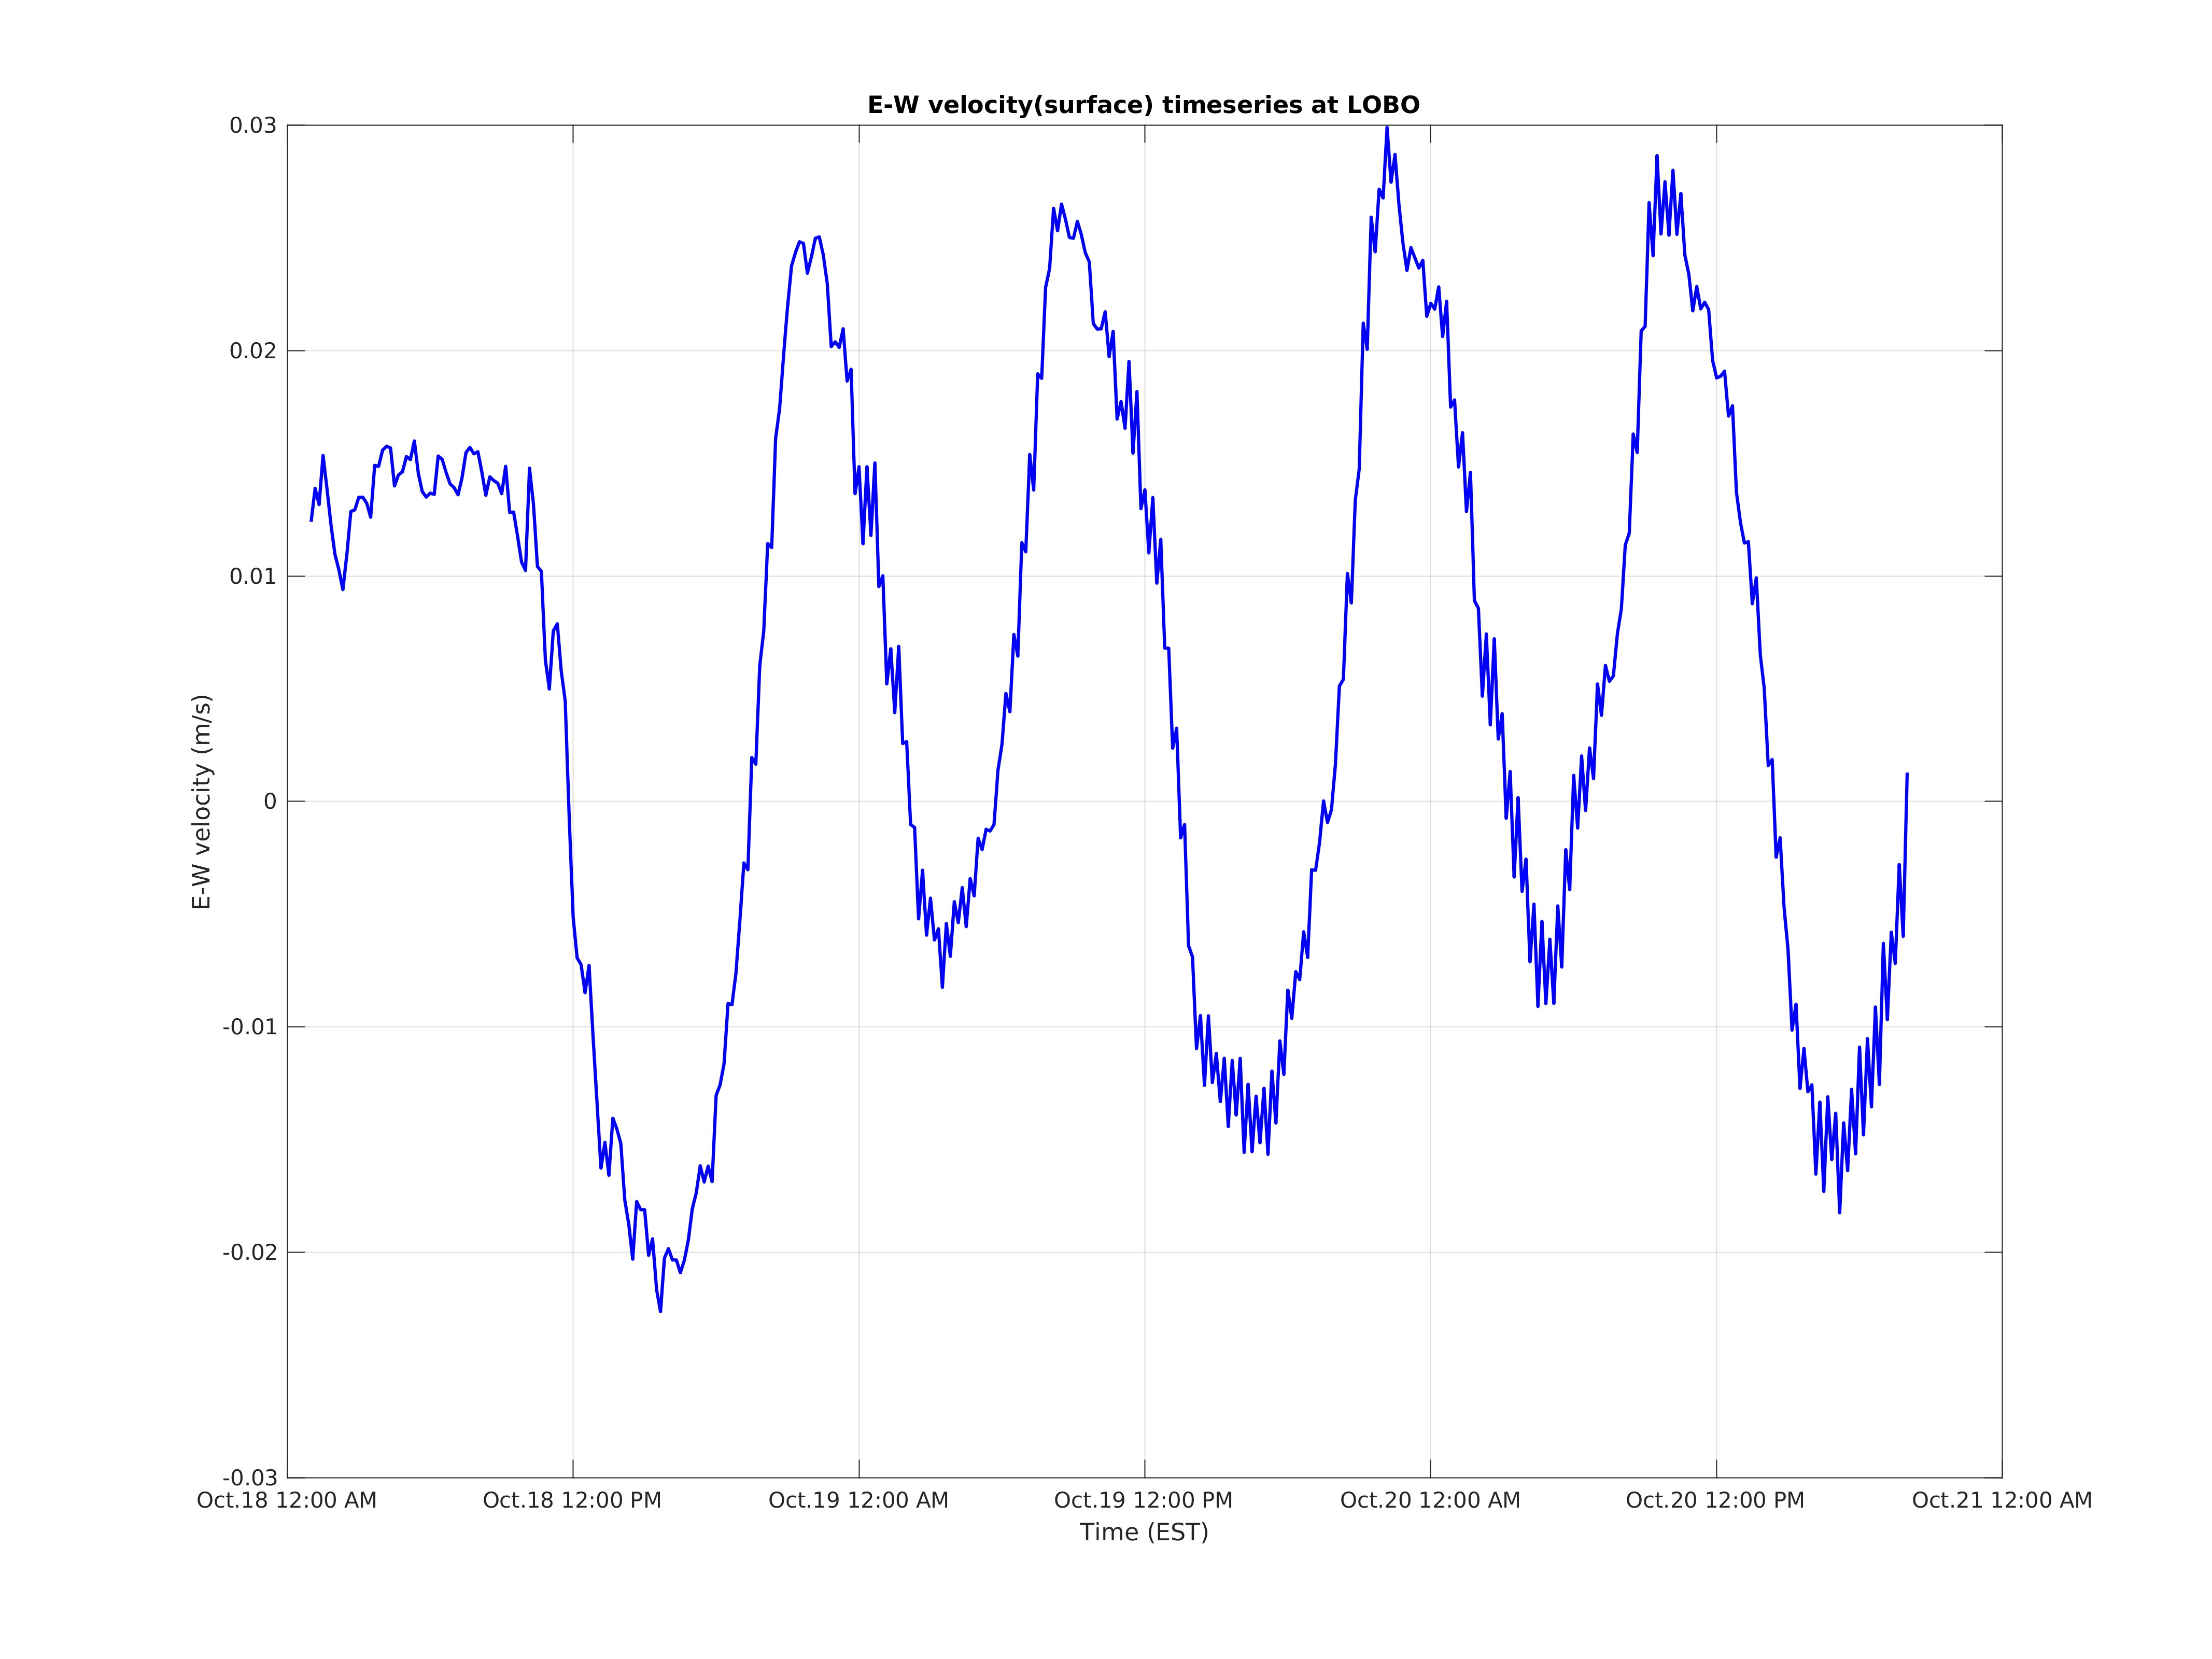 E-W velocity(surface) timeseries at LOBO
0.03
0.02
0.01
0
-0.01
-0.02
-0.03
E-W velocity (m/s)
Oct.18 12:00 AM Oct.18 12:00 PM Oct.19 12:00 AM Oct.19 12:00 PM Oct.20 12:00 AM Oct.20 12:00 PM Oct.21 12:00 AM
Time (EST)